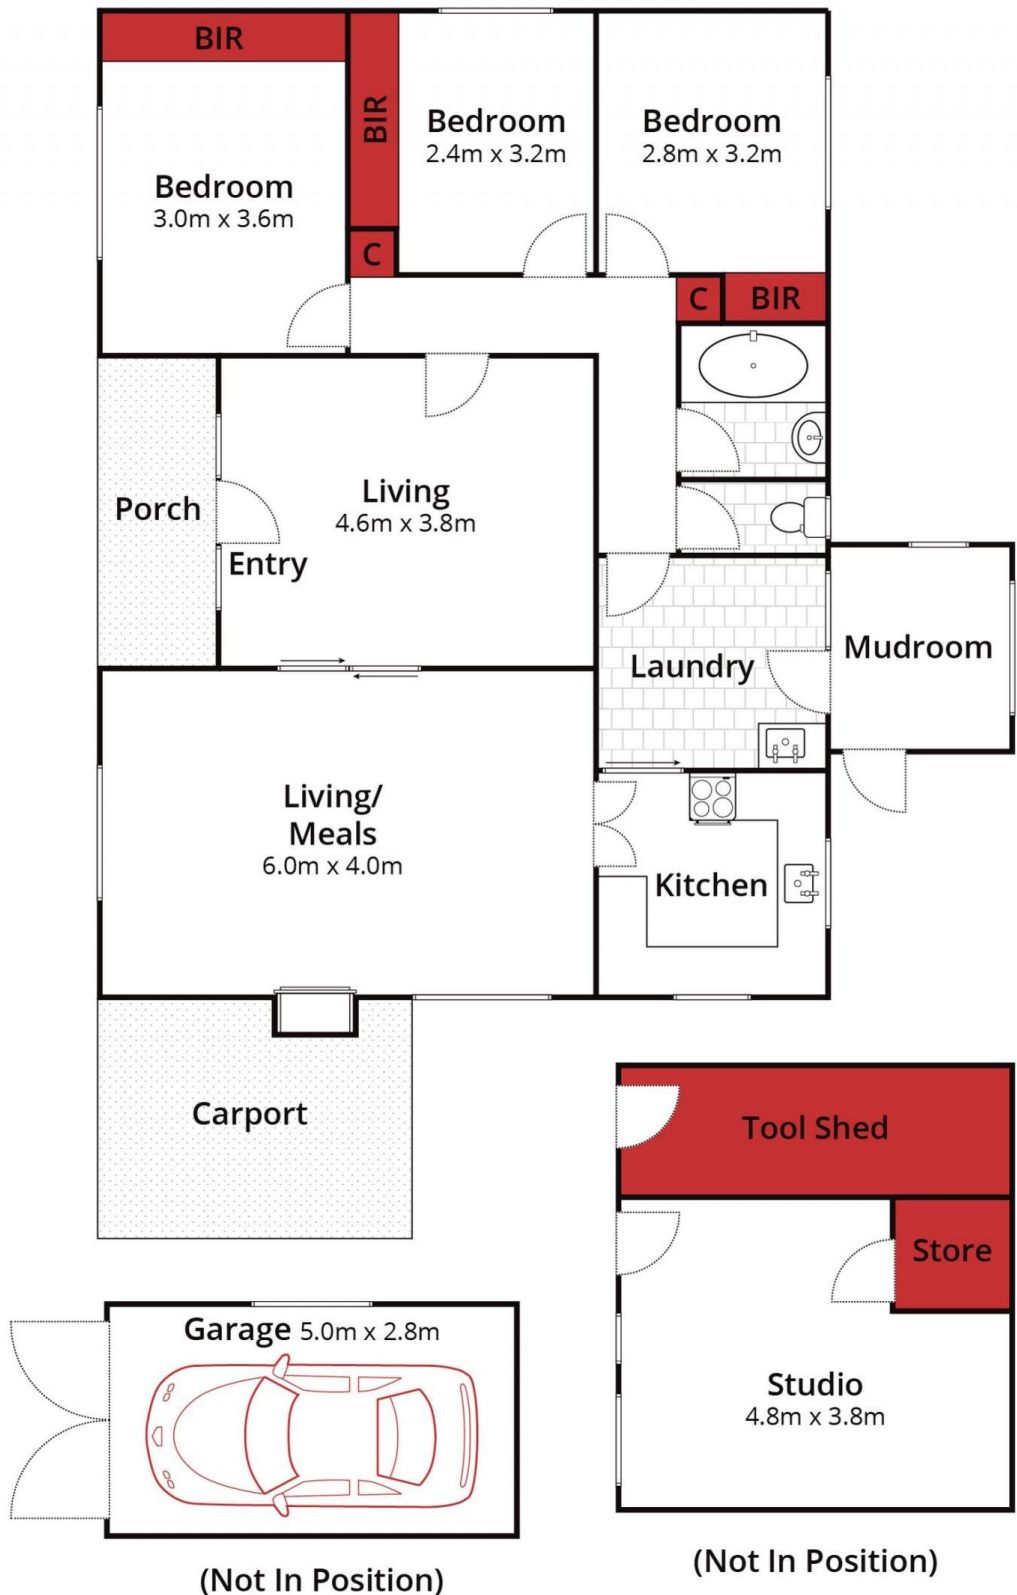 BIR
BIR
Bedroom
2.4m x 3.2m
Bedroom
2.8m x 3.2m
Bedroom
3.0m x 3.6m
C
C
BIR
Living
4.6m x 3.8m
Porch
Entry
Laundry
Mudroom
Living/
Meals
6.0m x 4.0m
Kitchen
Carport
Tool Shed
Store
Garage 5.0m x 2.8m
Studio
4.8m x 3.8m
(Not In Position)
(Not In Position)